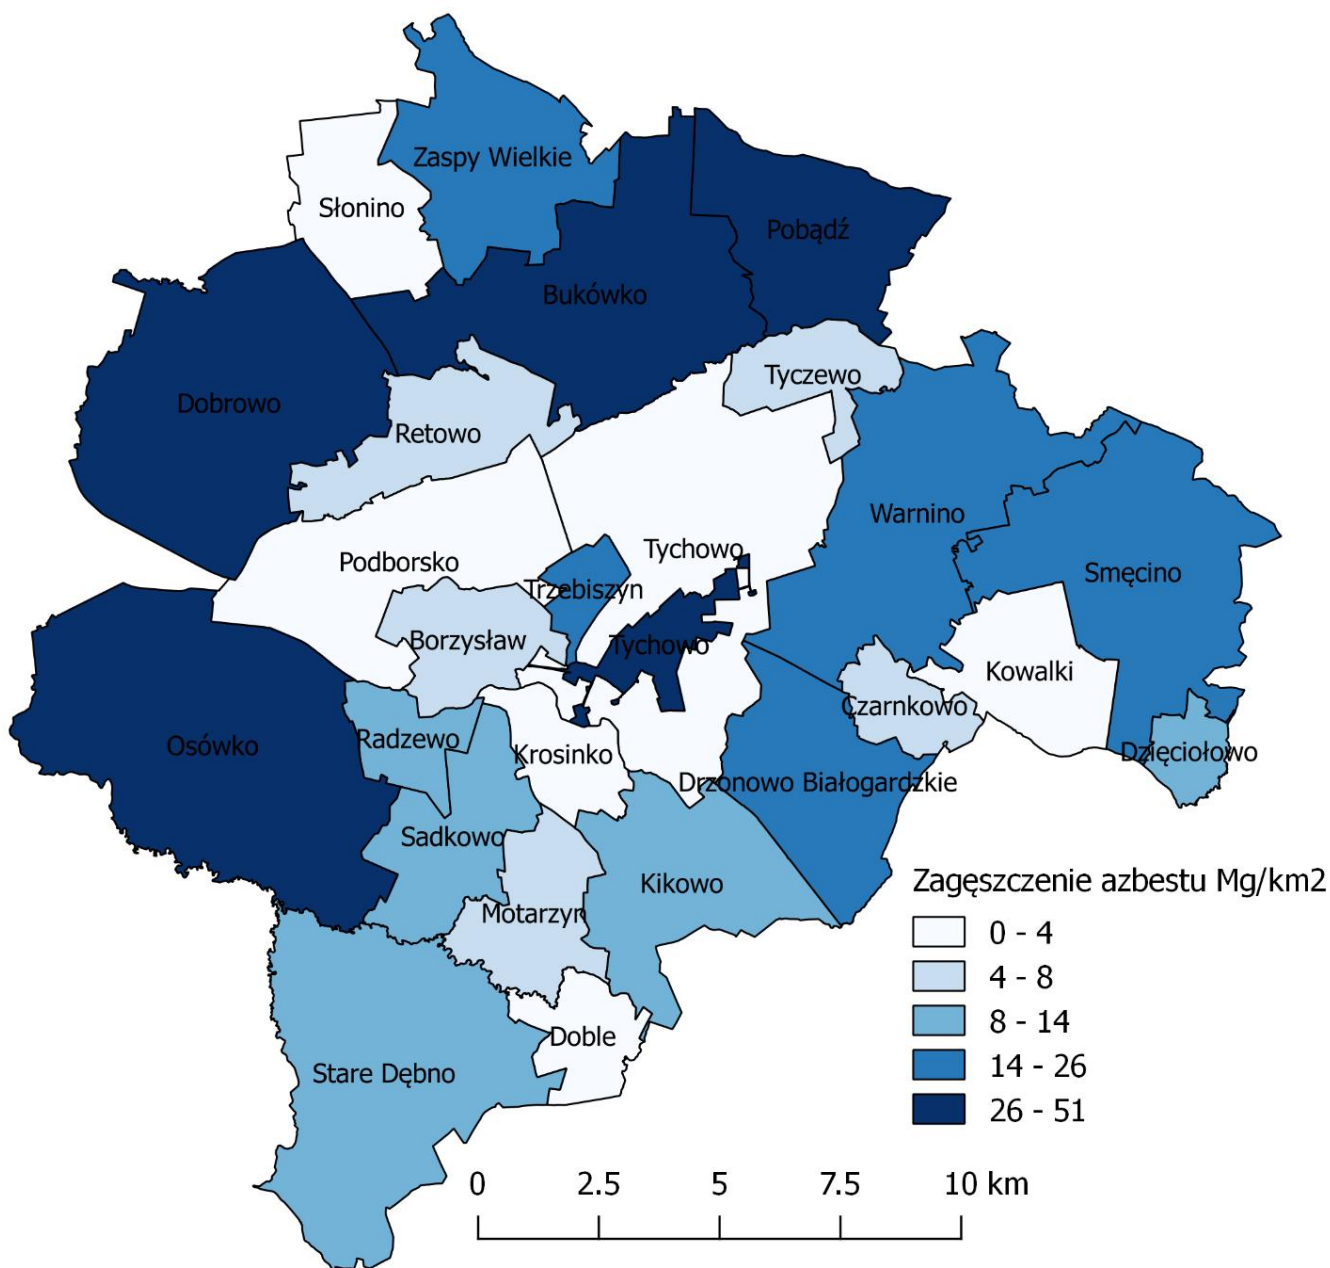 Zaspy Wielkie
Słonino
Pobądź
Bukówko
Tyczewo
Dobrowo
Retowo
Warnino
Tychowo
Podborsko
Smęcino
Trzebiszyn
Borzysław
Tychowo
Kowalki
Czarnkowo
Radzewo
Osówko
Krosinko
Dzięciołowo
Drzonowo Białogardzkie
Sadkowo
Kikowo
Motarzyn
Doble
Stare Dębno
Zagęszczenie azbestu Mg/km2
0 - 4
4 - 8
8 - 14
14 - 26
26 - 51
0 2.5 5 7.5 10 km